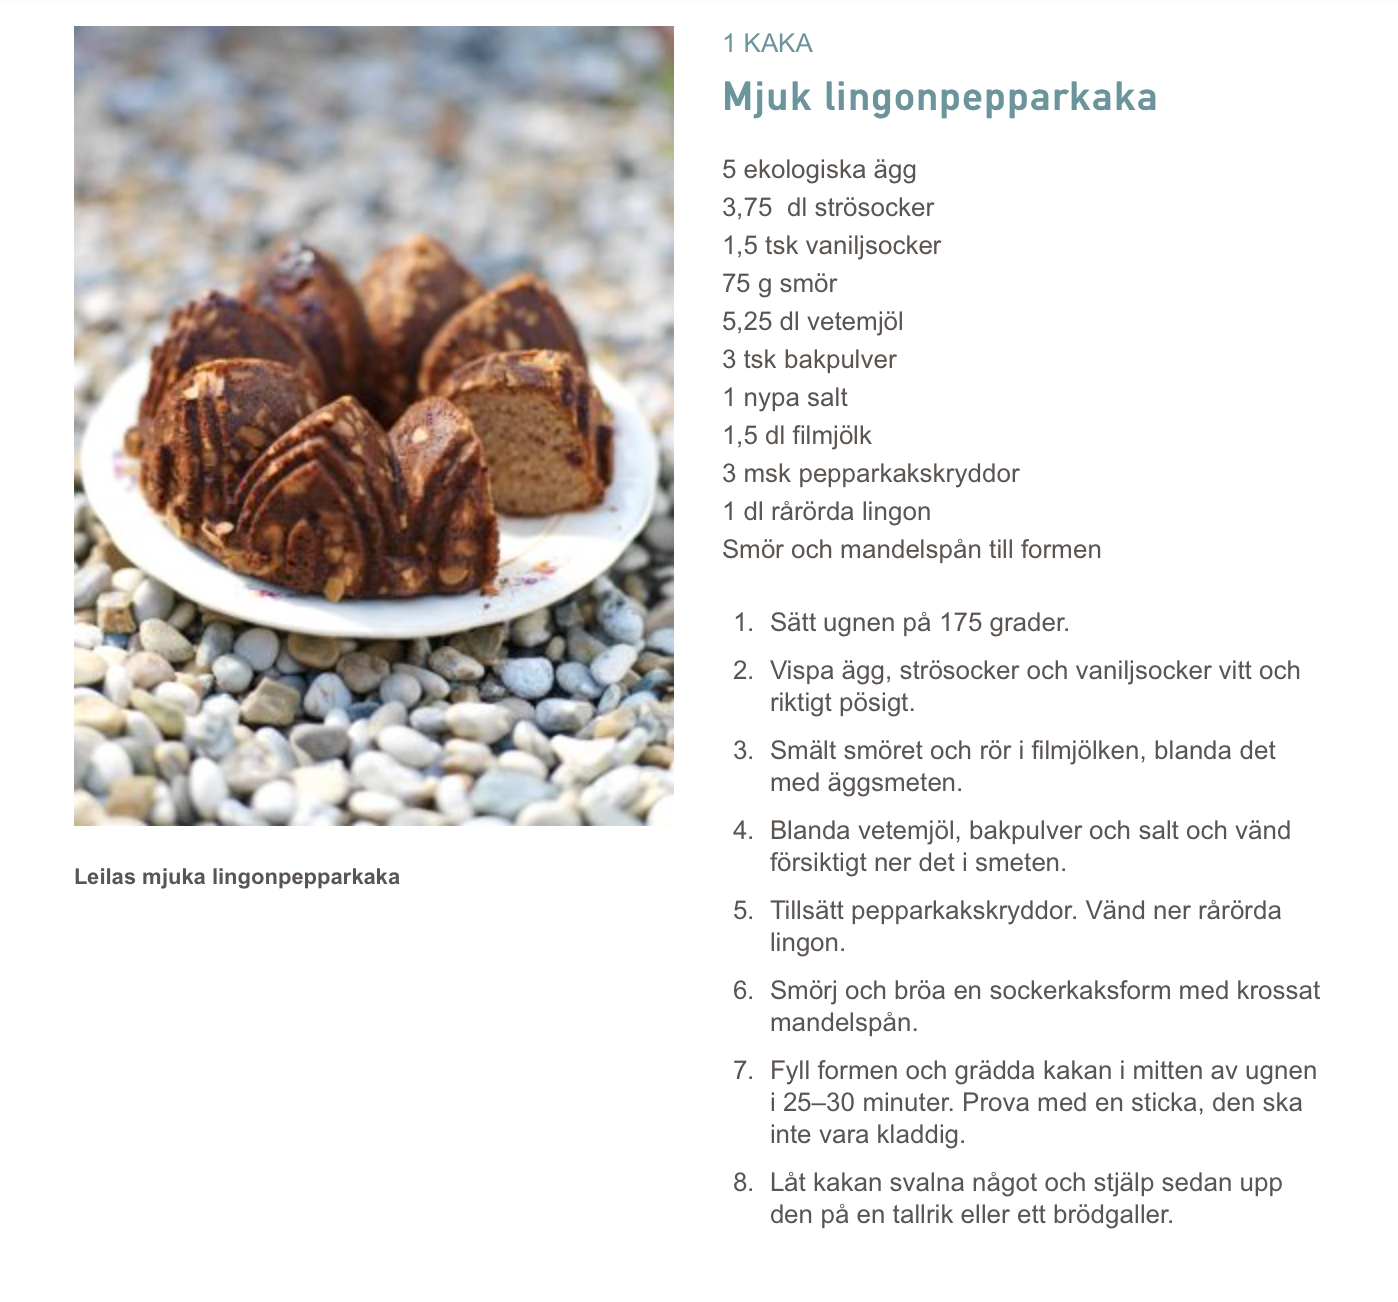 1 KAKA
Mjuk lingonpepparkaka
5 ekologiska ägg
3,75  dl strösocker
1,5 tsk vaniljsocker
75 g smör
5,25 dl vetemjöl
3 tsk bakpulver
1 nypa salt
1,5 dl filmjölk
3 msk pepparkakskryddor
1 dl rårörda lingon
Smör och mandelspån till formen
1. Sätt ugnen på 175 grader.
2. Vispa ägg, strösocker och vaniljsocker vitt och
riktigt pösigt.
3. Smält smöret och rör i filmjölken, blanda det
med äggsmeten.
4. Blanda vetemjöl, bakpulver och salt och vänd
försiktigt ner det i smeten.
5. Tillsätt pepparkakskryddor. Vänd ner rårörda
lingon.
6. Smörj och bröa en sockerkaksform med krossat
mandelspån.
7. Fyll formen och grädda kakan i mitten av ugnen
i 25–30 minuter. Prova med en sticka, den ska
inte vara kladdig.
8. Låt kakan svalna något och stjälp sedan upp
den på en tallrik eller ett brödgaller.
Leilas mjuka lingonpepparkaka